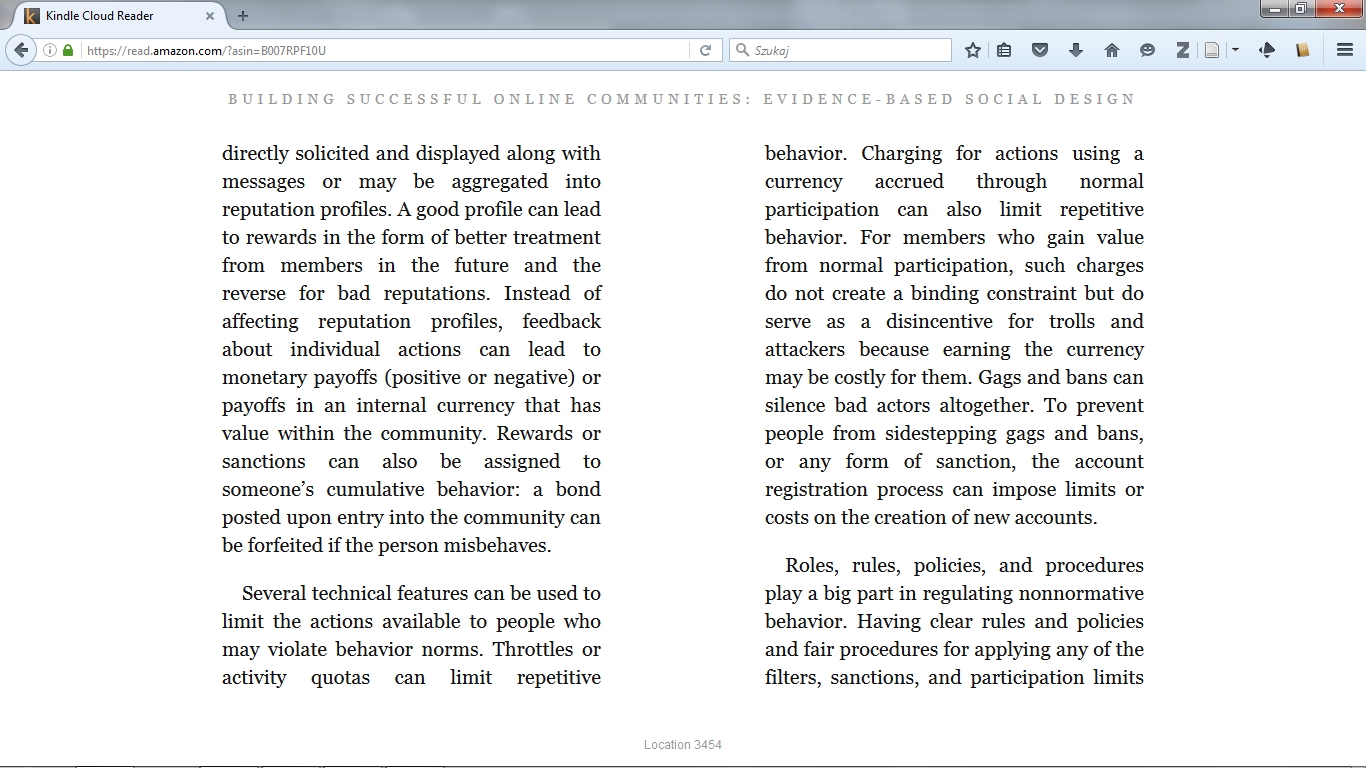 Kindle Cloud Reader
https://read.amazon.com/?asin=B007RPF10U
Szukaj
BUILDING SUCCESSFUL ONLINE COMMUNITIES: EVIDENCE-BASED SOCIAL DESIGN
directly solicited and displayed along with
messages or may be aggregated into
reputation profiles. A good profile can lead
to rewards in the form of better treatment
from members in the future and the
reverse for bad reputations. Instead of
affecting reputation profiles, feedback
about individual actions can lead to
monetary payoffs (positive or negative) or
payoffs in an internal currency that has
value within the community. Rewards or
sanctions can also be assigned to
someone’s cumulative behavior: a bond
posted upon entry into the community can
be forfeited if the person misbehaves.
Several technical features can be used to
limit the actions available to people who
may violate behavior norms. Throttles or
activity quotas can limit repetitive
behavior. Charging for actions using a
currency accrued through normal
participation can also limit repetitive
behavior. For members who gain value
from normal participation, such charges
do not create a binding constraint but do
serve as a disincentive for trolls and
attackers because earning the currency
may be costly for them. Gags and bans can
silence bad actors altogether. To prevent
people from sidestepping gags and bans,
or any form of sanction, the account
registration process can impose limits or
costs on the creation of new accounts.
Roles, rules, policies, and procedures
play a big part in regulating nonnormative
behavior. Having clear rules and policies
and fair procedures for applying any of the
filters, sanctions, and participation limits
Location 3454